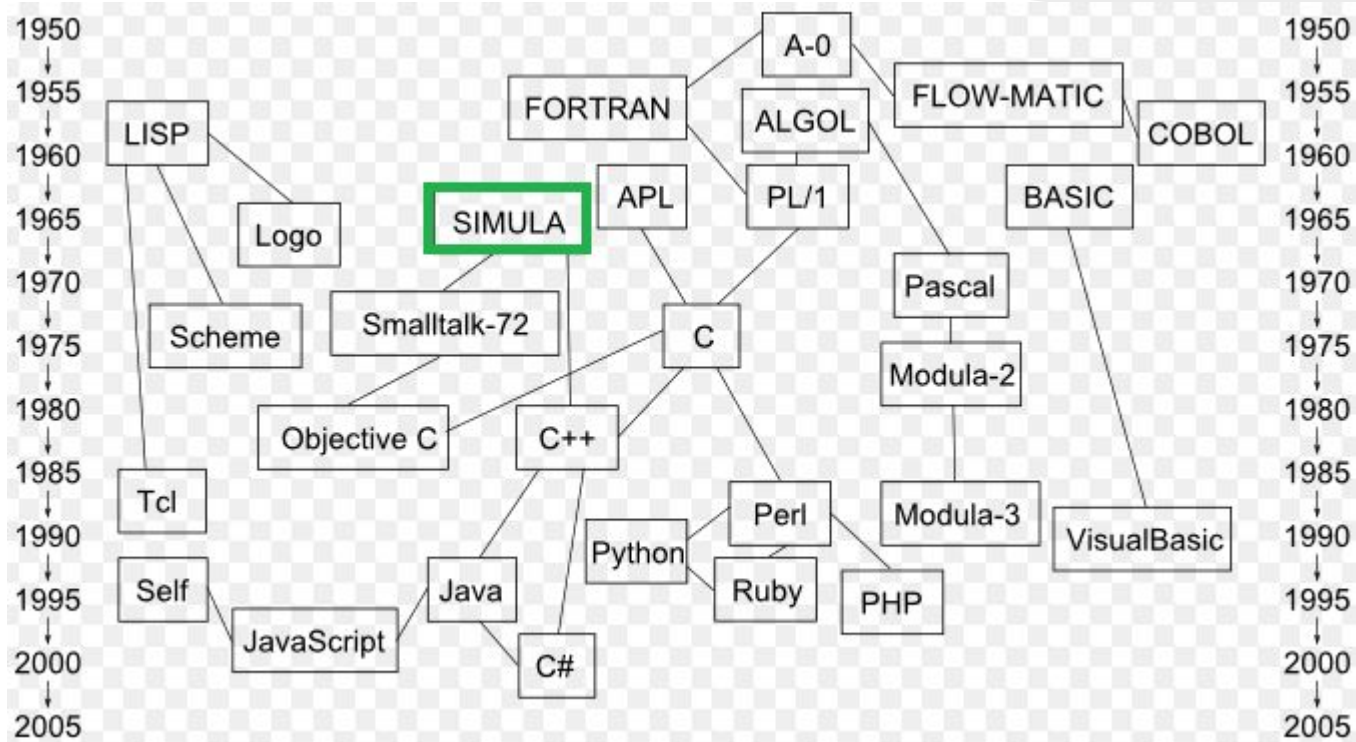 1950
1955
1960
1965
1970
1975
1980
1985
1990
1995
2000
2005
A-0
FORTRAN
FLOW-MATIC
ALGOL
COBOL
LISP
APL
PL/1
BASIC
SIMULA
Logo
Pascal
Smalltalk-72
Scheme
C
Modula-2
Objective C
C++
Tcl
Perl
Modula-3
VisualBasic
Python
Self
Java
Ruby
PHP
JavaScript
C#
1950
1955
1960
1965
1970
1975
1980
1985
1990
1995
2000
2005